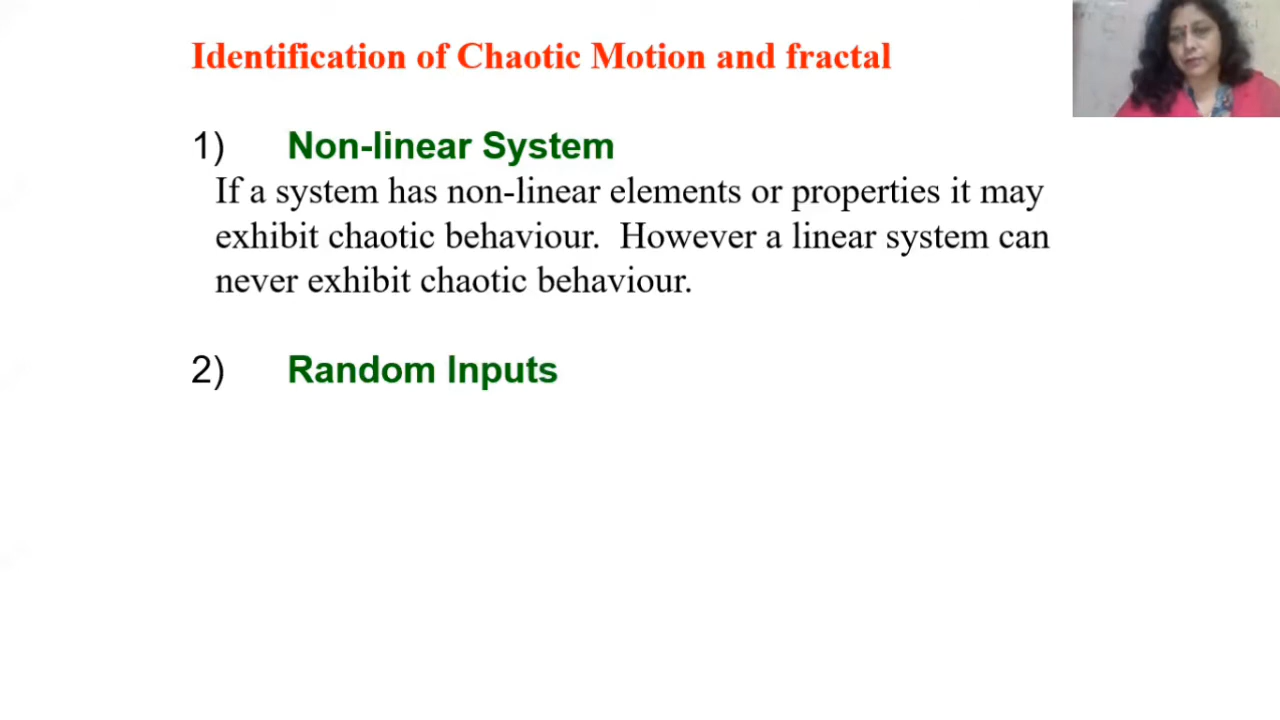 Identification of Chaotic Motion and fractal
1) Non-linear System
If a system has non-linear elements or properties it may
exhibit chaotic behaviour. However a linear system can
never exhibit chaotic behaviour.
2) Random Inputs